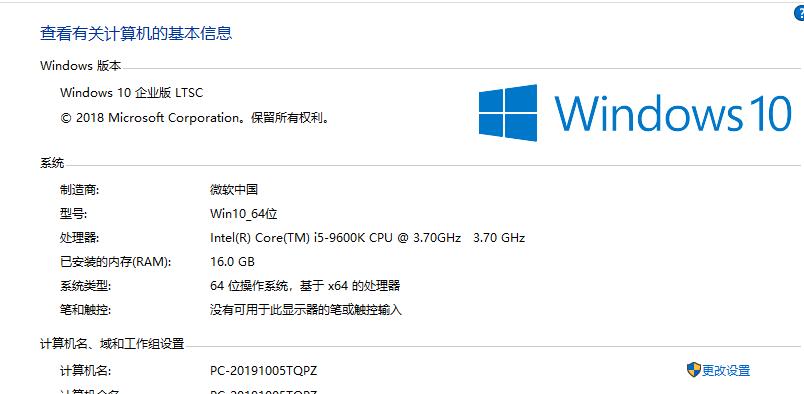 查看有关计算机的基本信息
Windows 版本
Windows 10 企业版 LTSC
© 2018 Microsoft Corporation。保留所有权利。
Windows 10
系统
制造商: 微软中国
型号: Win10_64位
处理器: Intel(R) Core(TM) i5-9600K CPU @ 3.70GHz 3.70 GHz
已安装的内存(RAM): 16.0 GB
系统类型: 64 位操作系统，基于 x64 的处理器
笔和触控: 没有可用于此显示器的笔或触控输入
计算机名、域和工作组设置
计算机名: PC-20191005TQPZ
更改设置